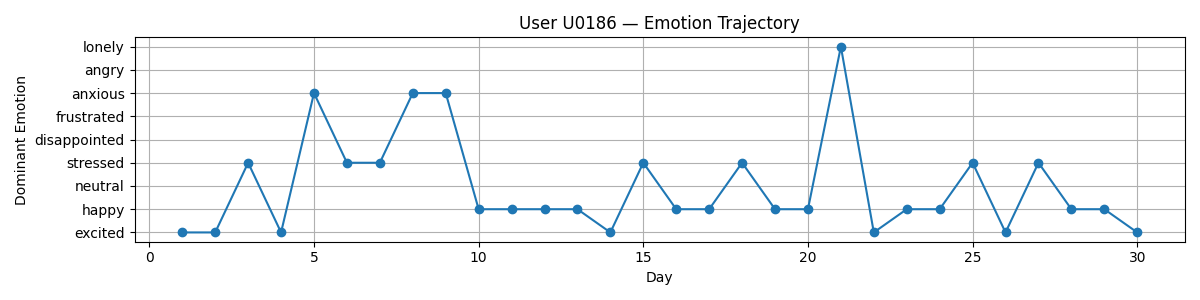 User U0186 — Emotion Trajectory
Dominant Emotion
lonely
angry
anxious
frustrated
disappointed
stressed
neutral
happy
excited
0 5 10 15 20 25 30
Day